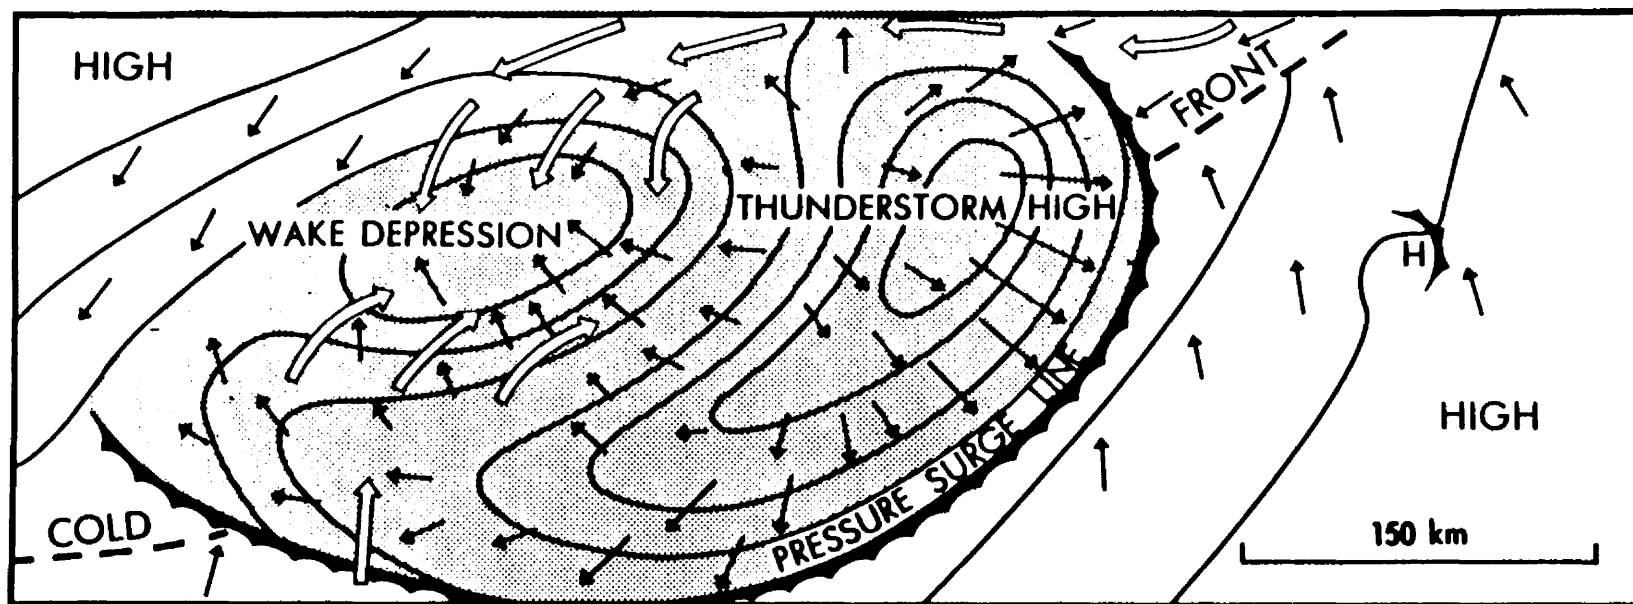 HIGH
FRONT
THUNDERSTORM HIGH
WAKE DEPRESSION
H
HIGH
PRESSURE SURGE LINE
COLD
150 km